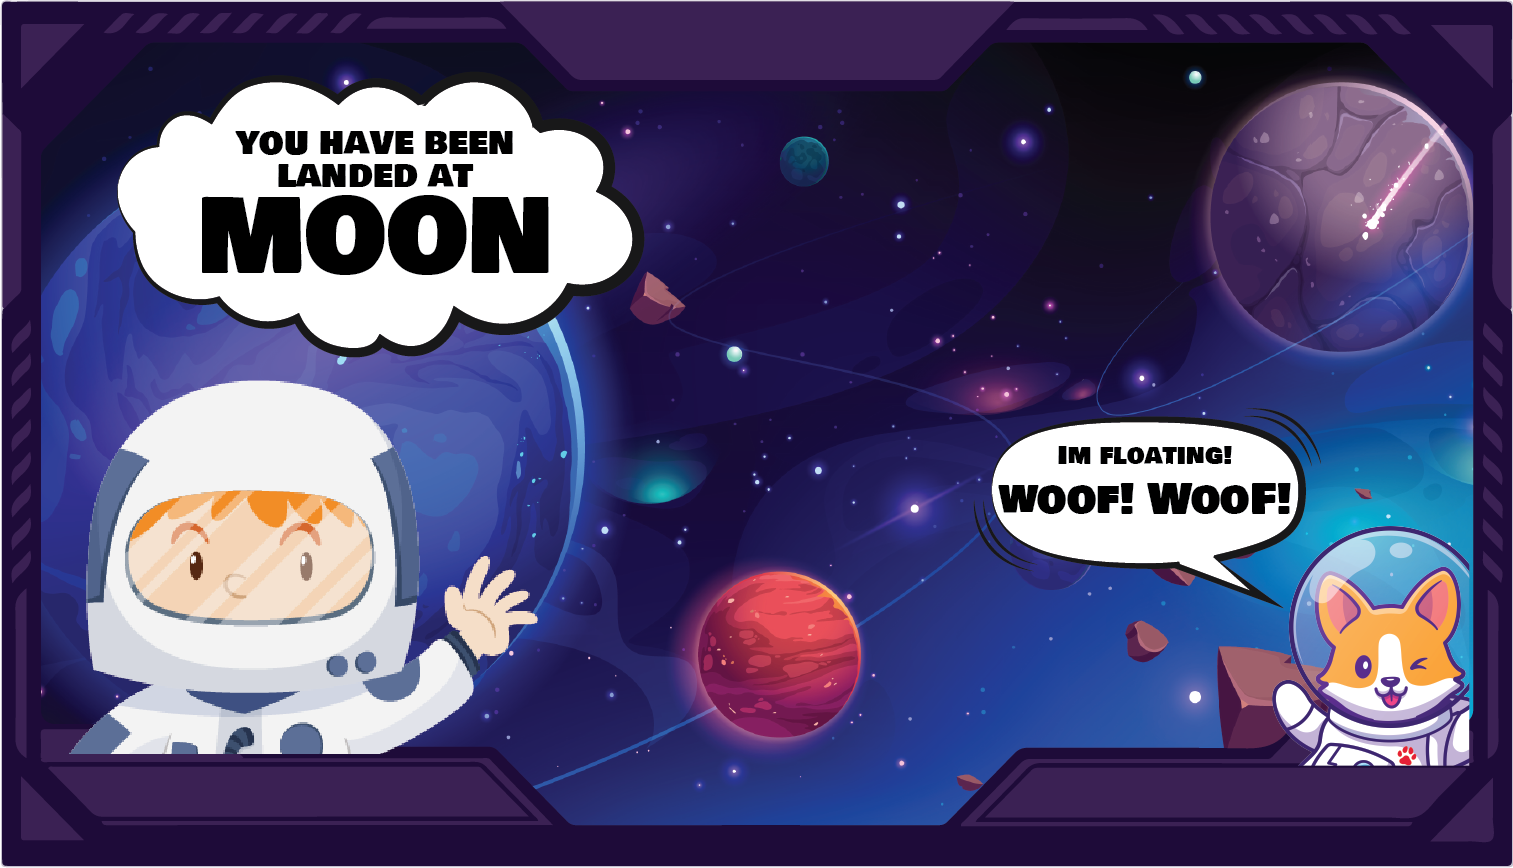 YOU HAVE BEEN
LANDED AT
MOON
IM FLOATING!
WOOF! WOOF!